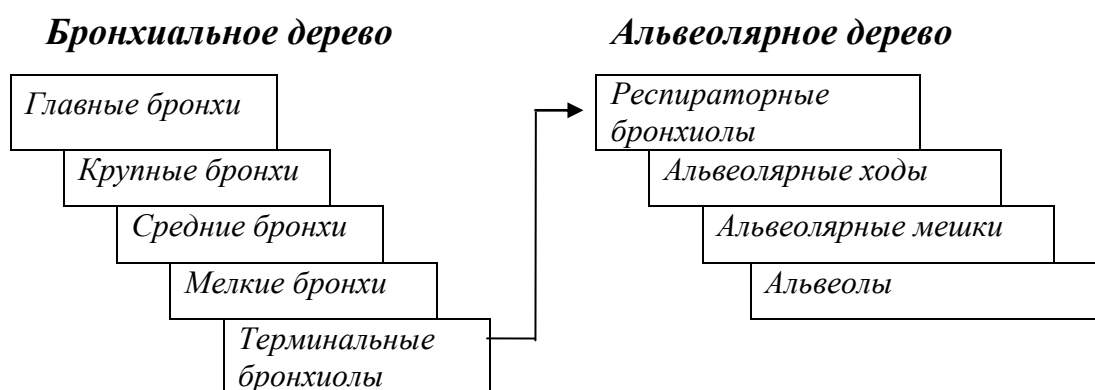 Бронхиальное дерево
Главные бронхи
Крупные бронхи
Средние бронхи
Мелкие бронхи
Терминальные
бронхиолы
Альвеолярное дерево
Респираторные
бронхиолы
Альвеолярные ходы
Альвеолярные мешки
Альвеолы